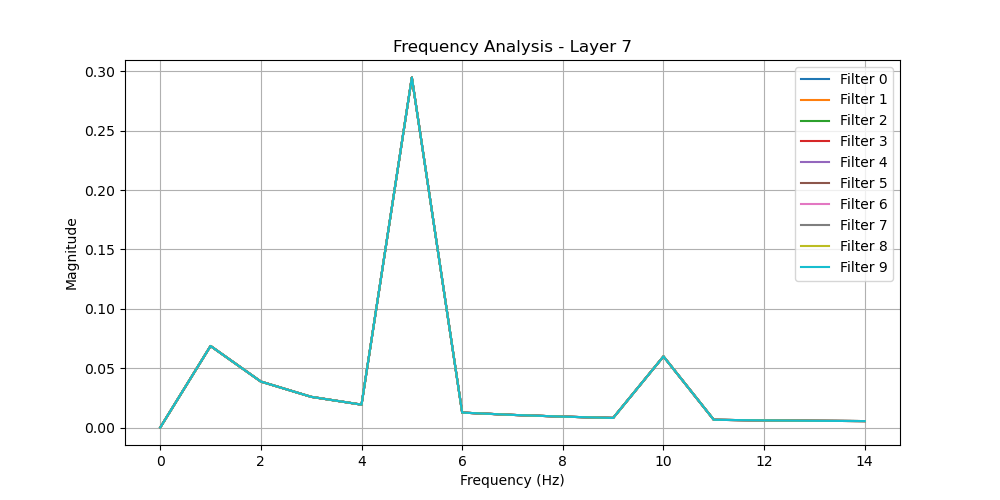 Frequency Analysis - Layer 7
Magnitude
0.30
0.25
0.20
0.15
0.10
0.05
0.00
Filter 0
Filter 1
Filter 2
Filter 3
Filter 4
Filter 5
Filter 6
Filter 7
Filter 8
Filter 9
0 2 4 6 8 10 12 14
Frequency (Hz)